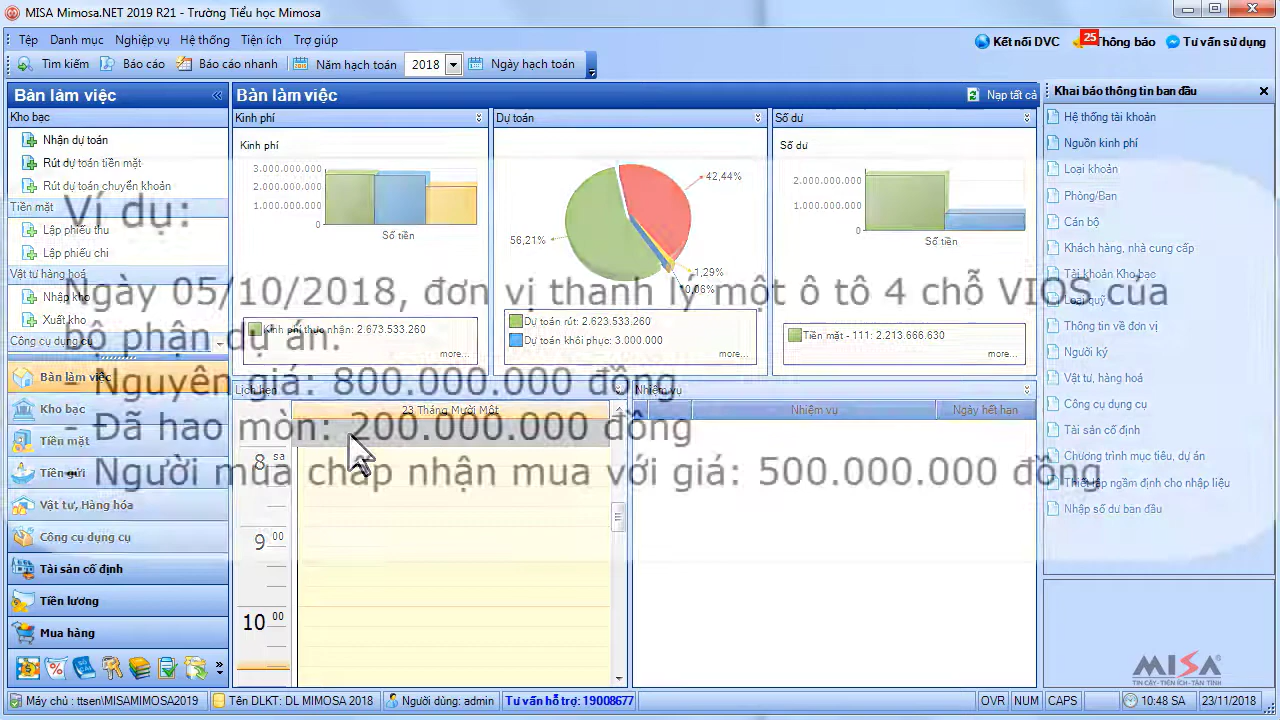 MISA Mimosa.NET 2019 R21 - Trường Tiểu học Mimosa
Tệp Danh mục Nghiệp vụ Hệ thống Tiện ích Trợ giúp
Kết nối DVC 25 Thông báo Tư vấn sử dụng
Tìm kiếm Báo cáo Báo cáo nhanh Năm hạch toán 2018 Ngày hạch toán
Bàn làm việc
Kho bạc
Nhận dự toán
Rút dự toán tiền mặt
Rút dự toán chuyển khoản
Tiền mặt
Lập phiếu thu
Lập phiếu chi
Vật tư hàng hoá
Nhập kho
Xuất kho
Công cụ dụng cụ
Bàn làm việc
Kho bạc
Tiền mặt
Tiền gửi
Vật tư, Hàng hóa
Công cụ dụng cụ
Tài sản cố định
Tiền lương
Mua hàng
Bàn làm việc
Nạp tất cả
Kinh phí
Kinh phí
3.000.000.000
2.000.000.000
1.000.000.000
0
Số tiền
Kinh phí thực nhận: 2.673.533.260
more...
Dự toán
42,44%
56,21%
1,29%
0,06%
Dự toán rút: 2.623.533.260
Dự toán khôi phục: 3.000.000
more...
Số dư
Số dư
2.000.000.000
1.000.000.000
0
Số tiền
Tiền mặt - 111: 2.213.666.630
more...
Ví dụ:
Ngày 05/10/2018, đơn vị thanh lý một ô tô 4 chỗ VIOS của
bộ phận dự án.
- Nguyên giá: 800.000.000 đồng
- Đã hao mòn: 200.000.000 đồng
- Người mua chấp nhận mua với giá: 500.000.000 đồng
Lịch hẹn
23 Tháng Mười Một
8 sa
9 00
10 00
Nhiệm vụ
Nhiệm vụ Ngày hết hạn
Khai báo thông tin ban đầu
Hệ thống tài khoản
Nguồn kinh phí
Loại khoản
Phòng/Ban
Cán bộ
Khách hàng, nhà cung cấp
Tài khoản Kho bạc
Loại quỹ
Thông tin về đơn vị
Người ký
Vật tư, hàng hoá
Công cụ dụng cụ
Tài sản cố định
Chương trình mục tiêu, dự án
Thiết lập ngầm định cho nhập liệu
Nhập số dư ban đầu
MISA
TIN CẬY - TIỆN ÍCH - TẬN TÌNH
Máy chủ : ttsen\MISAMIMOSA2019 Tên DLKT: DL MIMOSA 2018 Người dùng: admin Tư vấn hỗ trợ: 19008677 OVR NUM CAPS 10:48 SA 23/11/2018